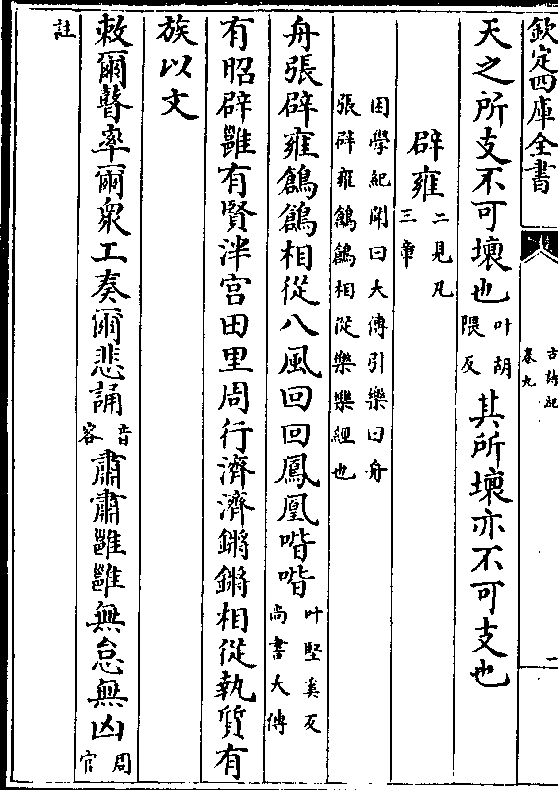 欽定四庫全書
古詩紀
卷九
二
天之所支不可壞也叶胡隈反其所壞亦不可支也
辟雍二見凡三章
困學紀聞曰大傳引樂曰舟
張辟雍鶬鶬相從樂樂經也
舟張辟雍鶬鶬相從八風回回鳳凰喈喈叶堅奚反尚書大傳
有昭辟雝有賢泮宮田里周行濟濟鏘鏘相從執質有
族以文
敕爾瞽率爾衆工奏爾悲誦音容肅肅雝雝無怠無凶周官
註